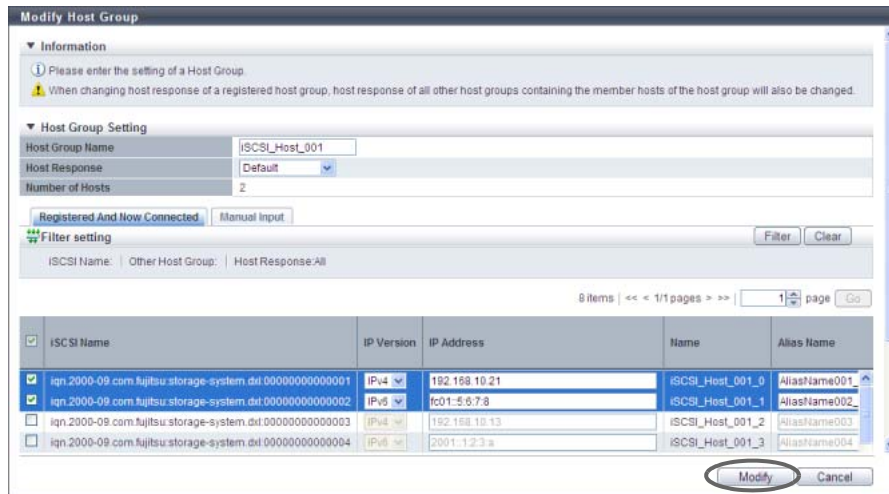 Modify Host Group
Information
Please enter the setting of a Host Group.
When changing host response of a registered host group, host response of all other host groups containing the member hosts of the host group will also be changed.
Host Group Setting
Host Group Name iSCSI_Host_001
Host Response Default
Number of Hosts 2
Registered And Now Connected Manual Input
Filter setting Filter Clear
iSCSI Name: | Other Host Group: | Host Response:All
8 items | << < 1/1 pages > >> | 1 page Go
iSCSI Name IP Version IP Address Name Alias Name
iqn.2000-09.com.fujitsu:storage-system.dxl:00000000000001 IPv4 192.168.10.21 iSCSI_Host_001_0 AliasName001_
iqn.2000-09.com.fujitsu:storage-system.dxl:00000000000002 IPv6 fc01::5:6:7:8 iSCSI_Host_001_1 AliasName002_
iqn.2000-09.com.fujitsu:storage-system.dxl:00000000000003 IPv4 192.168.10.13 iSCSI_Host_001_2 AliasName003
iqn.2000-09.com.fujitsu:storage-system.dxl:00000000000004 IPv6 2001::1:2:3:a iSCSI_Host_001_3 AliasName004
Modify Cancel